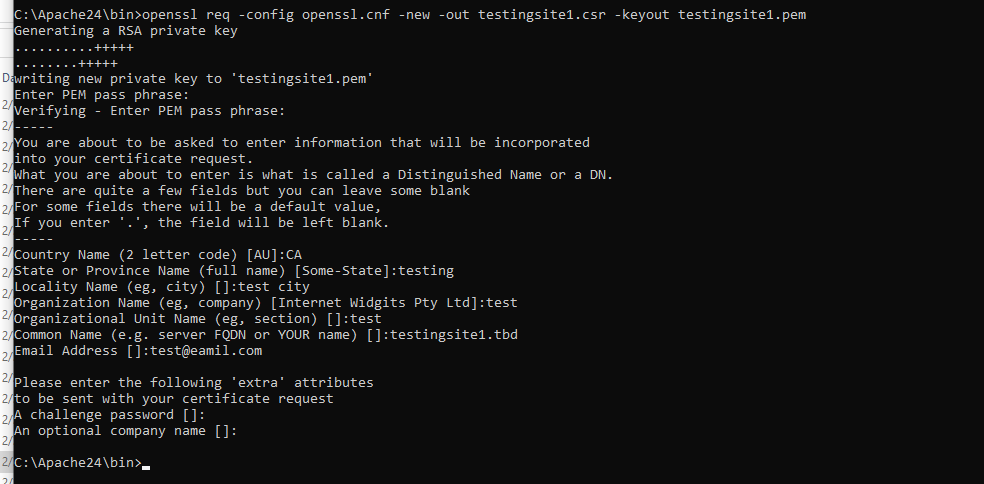 C:\Apache24\bin>openssl req -config openssl.cnf -new -out testingsite1.csr -keyout testingsite1.pem
Generating a RSA private key
..........+++++
........+++++
writing new private key to 'testingsite1.pem'
Enter PEM pass phrase:
Verifying - Enter PEM pass phrase:
-----
You are about to be asked to enter information that will be incorporated
into your certificate request.
What you are about to enter is what is called a Distinguished Name or a DN.
There are quite a few fields but you can leave some blank
For some fields there will be a default value,
If you enter '.', the field will be left blank.
-----
Country Name (2 letter code) [AU]:CA
State or Province Name (full name) [Some-State]:testing
Locality Name (eg, city) []:test city
Organization Name (eg, company) [Internet Widgits Pty Ltd]:test
Organizational Unit Name (eg, section) []:test
Common Name (e.g. server FQDN or YOUR name) []:testingsite1.tbd
Email Address []:test@eamil.com
Please enter the following 'extra' attributes
to be sent with your certificate request
A challenge password []:
An optional company name []:
C:\Apache24\bin>